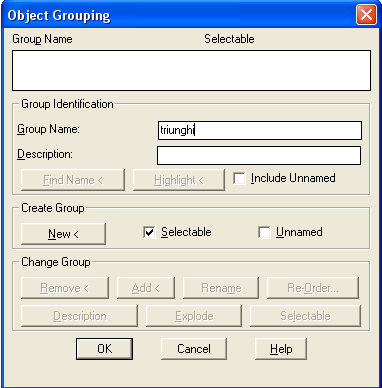 Object Grouping
Group Name Selectable
Group Identification
Group Name: triunghi
Description:
Find Name < Highlight < Include Unnamed
Create Group
New < Selectable Unnamed
Change Group
Remove < Add < Rename Re-Order...
Description Explode Selectable
OK Cancel Help